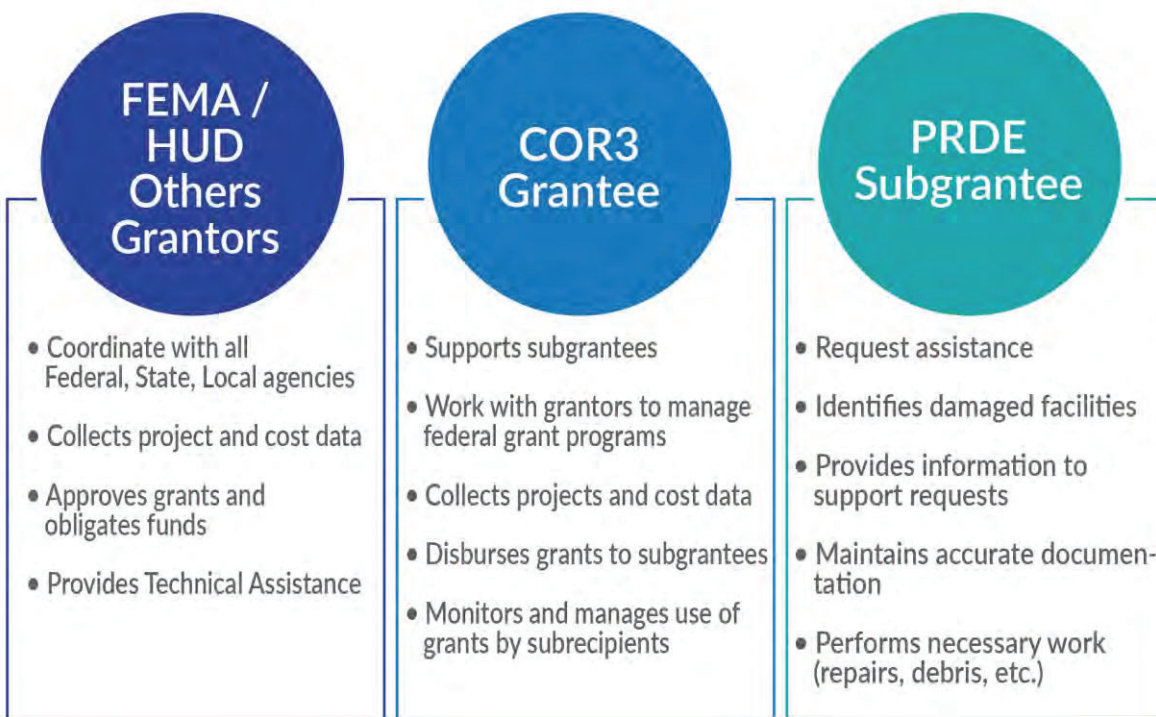 FEMA /
HUD
Others
Grantors
• Coordinate with all
Federal, State, Local agencies
• Collects project and cost data
• Approves grants and
obligates funds
• Provides Technical Assistance
COR3
Grantee
• Supports subgrantees
• Work with grantors to manage
federal grant programs
• Collects projects and cost data
• Disburses grants to subgrantees
• Monitors and manages use of
grants by subrecipients
PRDE
Subgrantee
• Request assistance
• Identifies damaged facilities
• Provides information to
support requests
• Maintains accurate documen-
tation
• Performs necessary work
(repairs, debris, etc.)